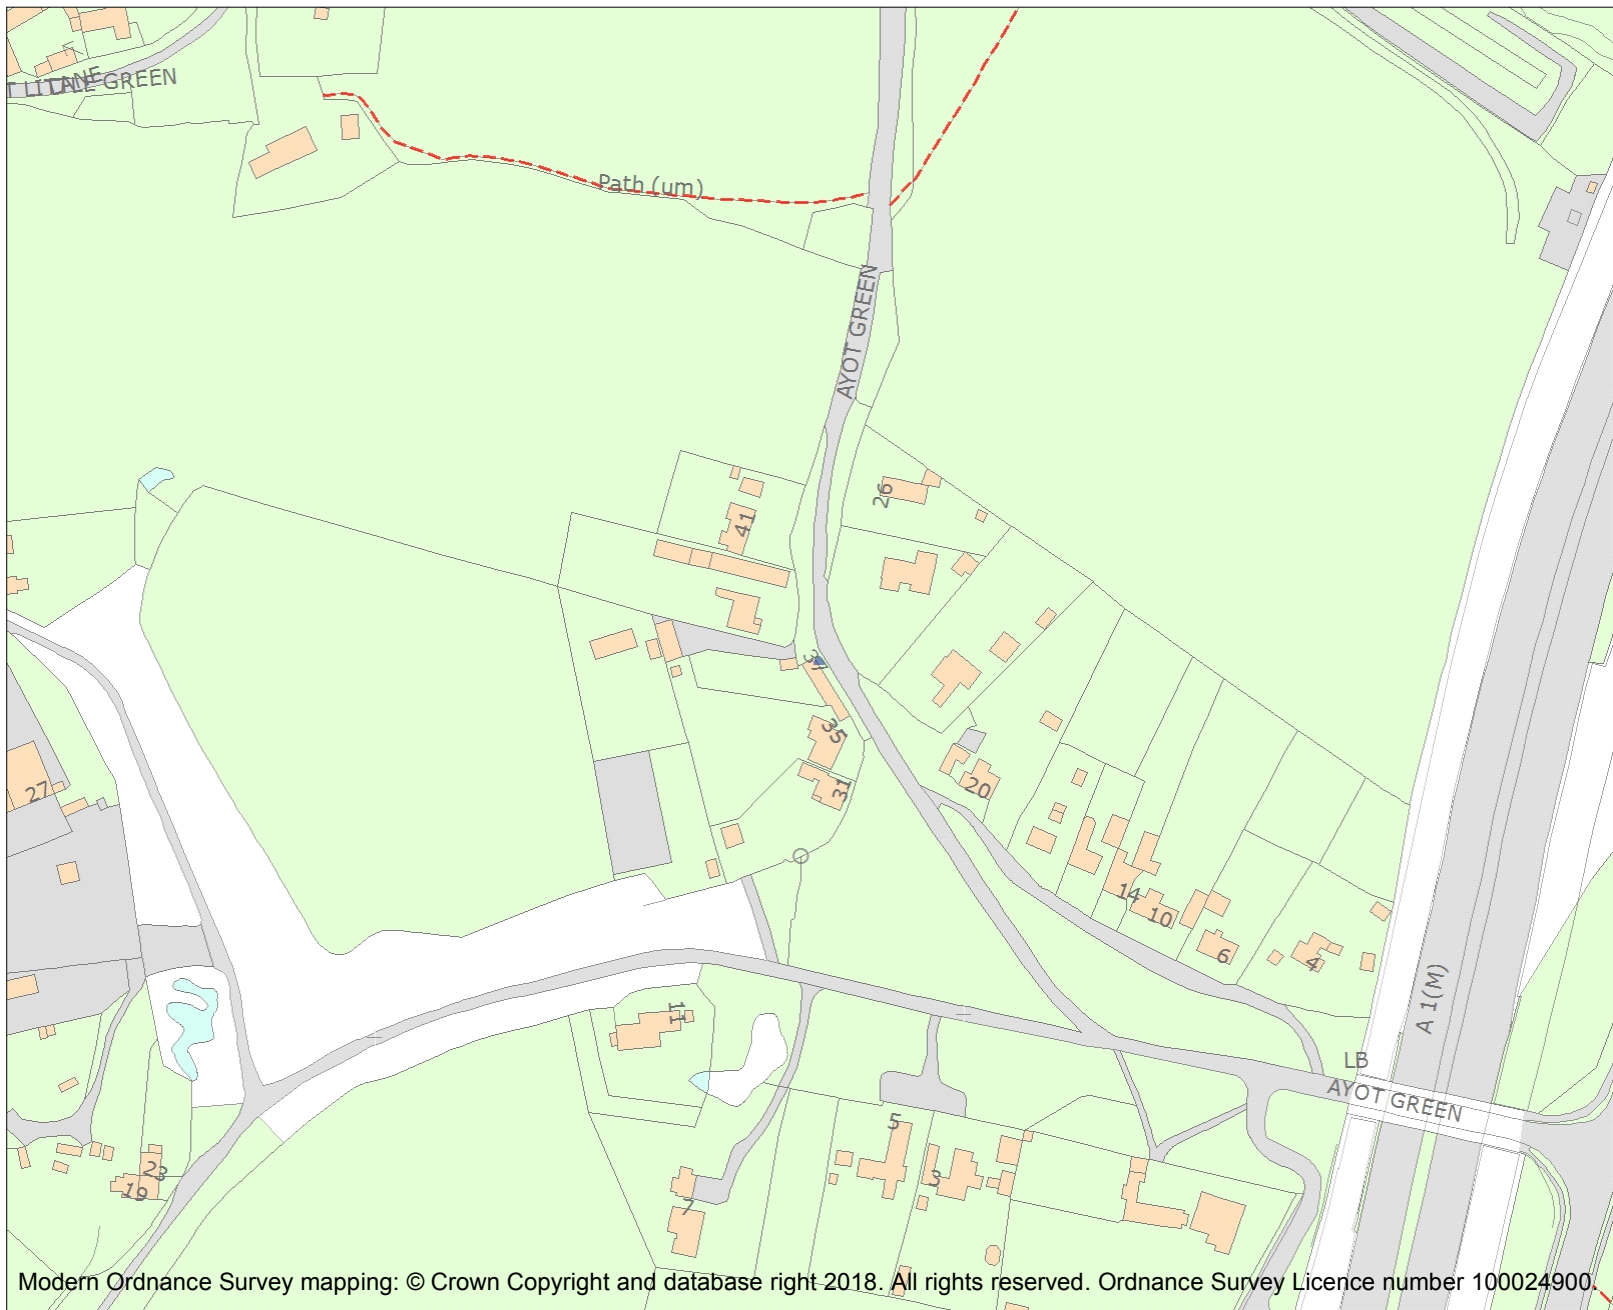 T LITTLE GREEN LANE
Path (um)
AYOT GREEN
26
41
37
35
31
20
27
14
10
6
4
11
A 1(M)
LB
AYOT GREEN
5
3
23
19
7
Modern Ordnance Survey mapping: © Crown Copyright and database right 2018. All rights reserved. Ordnance Survey Licence number 100024900.